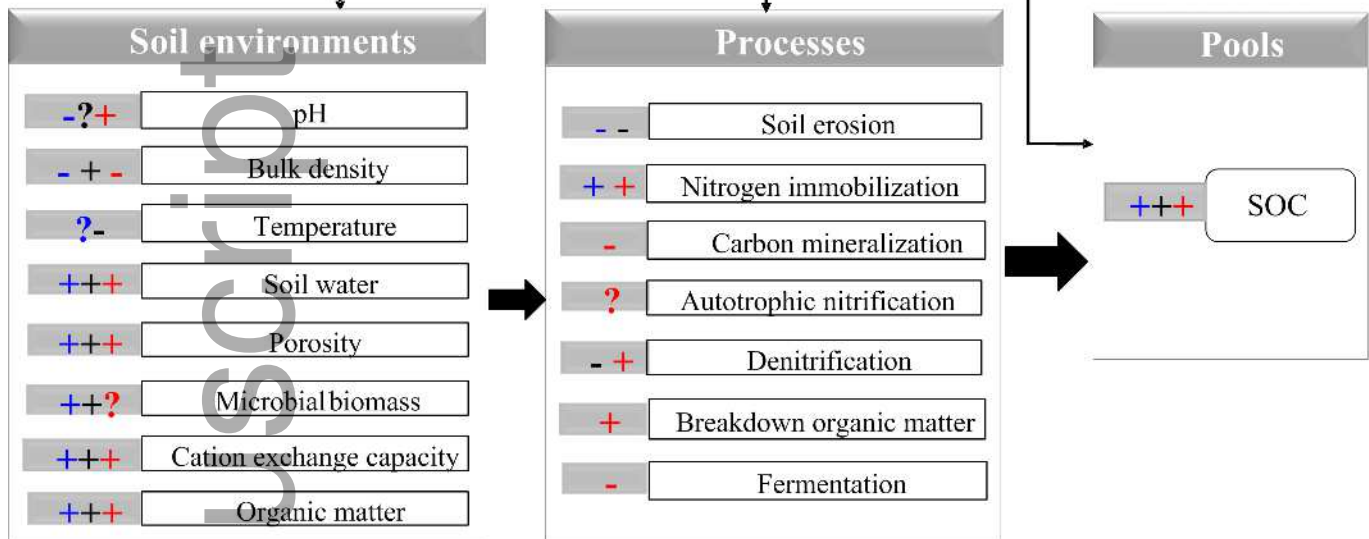 Soil environments
-?+ pH
- + - Bulk density
?- Temperature
+++ Soil water
+++ Porosity
++? Microbial biomass
+++ Cation exchange capacity
+++ Organic matter
Processes
- - Soil erosion
+ + Nitrogen immobilization
- Carbon mineralization
? Autotrophic nitrification
- + Denitrification
+ Breakdown organic matter
- Fermentation
Pools
+++ SOC
uscript